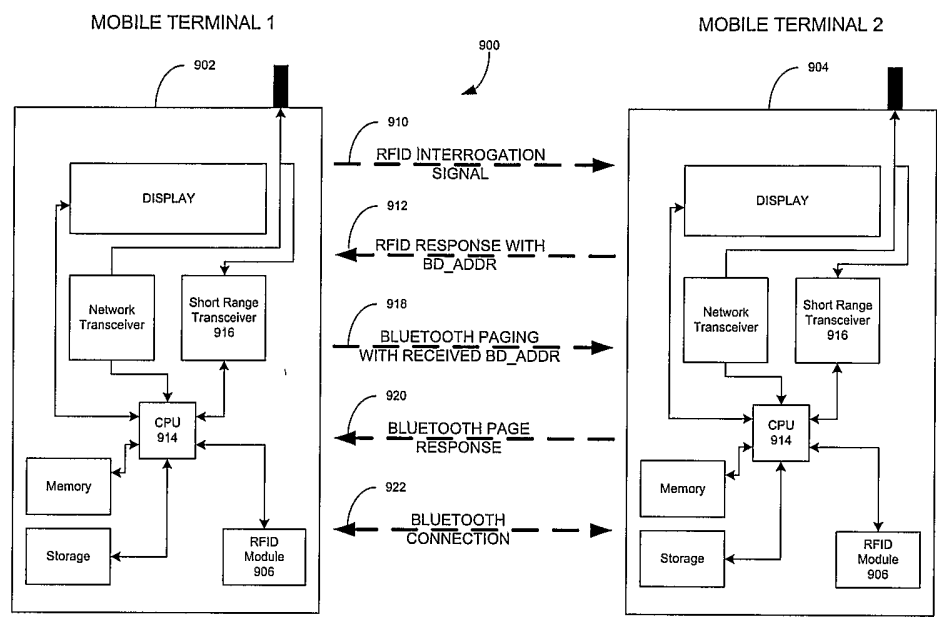 MOBILE TERMINAL 1
MOBILE TERMINAL 2
900
902
904
910
RFID INTERROGATION
SIGNAL
912
RFID RESPONSE WITH
BD_ADDR
918
BLUETOOTH PAGING
WITH RECEIVED BD_ADDR
920
BLUETOOTH PAGE
RESPONSE
922
BLUETOOTH
CONNECTION
DISPLAY
Network
Transceiver
Short Range
Transceiver
916
CPU
914
Memory
Storage
RFID
Module
906
DISPLAY
Network
Transceiver
Short Range
Transceiver
916
CPU
914
Memory
Storage
RFID
Module
906